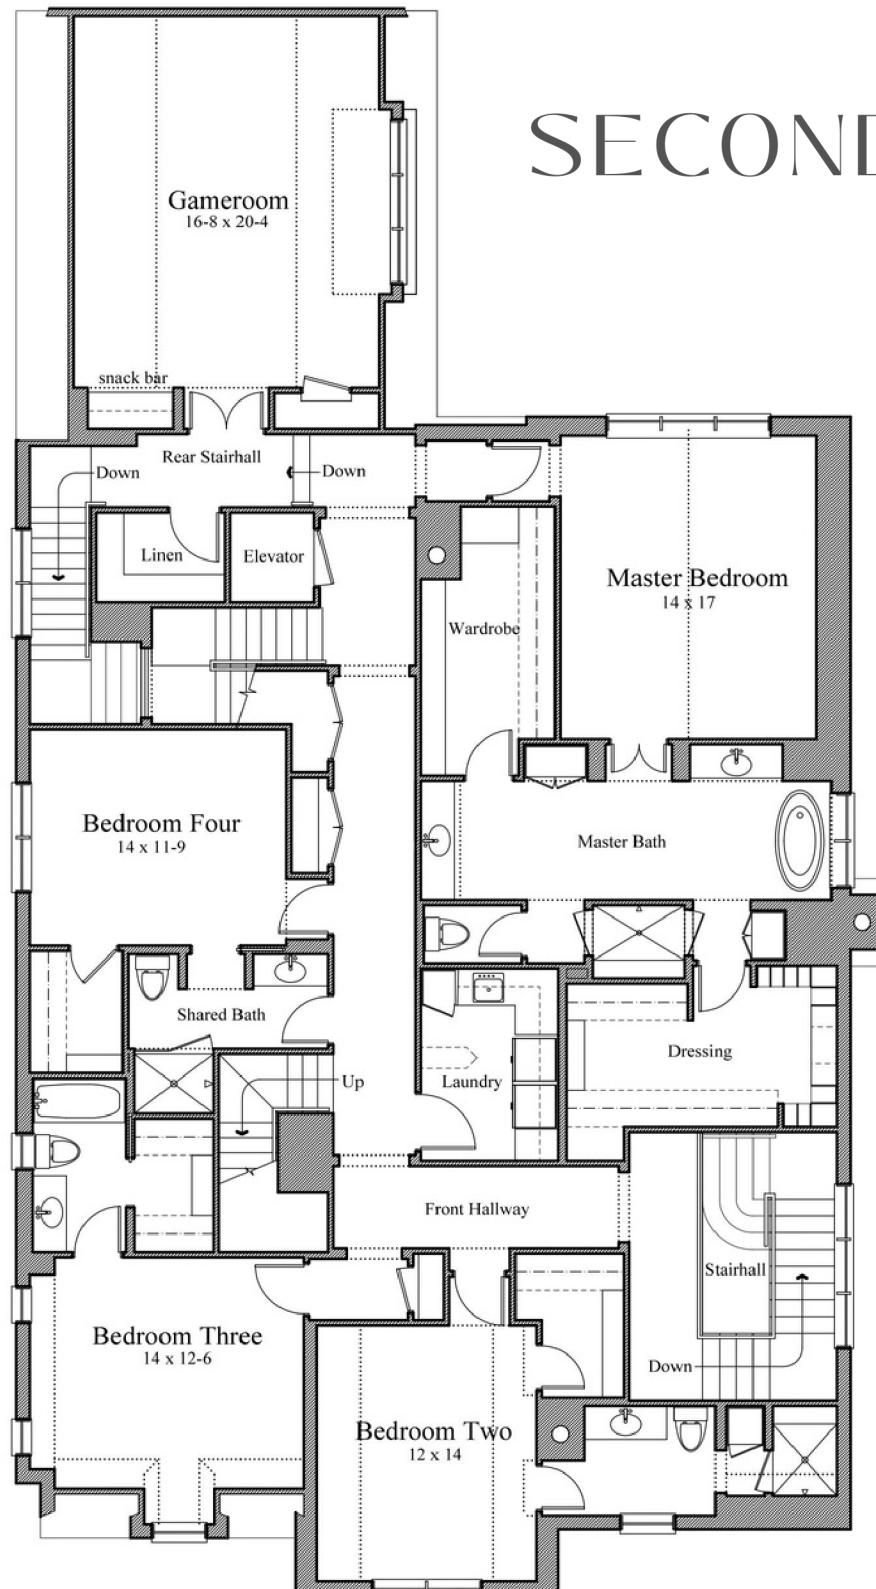 SECOND
Gameroom
16-8 x 20-4
snack bar
Rear Stairhall
Down
Down
Linen
Elevator
Master Bedroom
14 x 17
Wardrobe
Bedroom Four
14 x 11-9
Master Bath
Shared Bath
Dressing
Up
Laundry
Front Hallway
Stairhall
Bedroom Three
14 x 12-6
Down
Bedroom Two
12 x 14